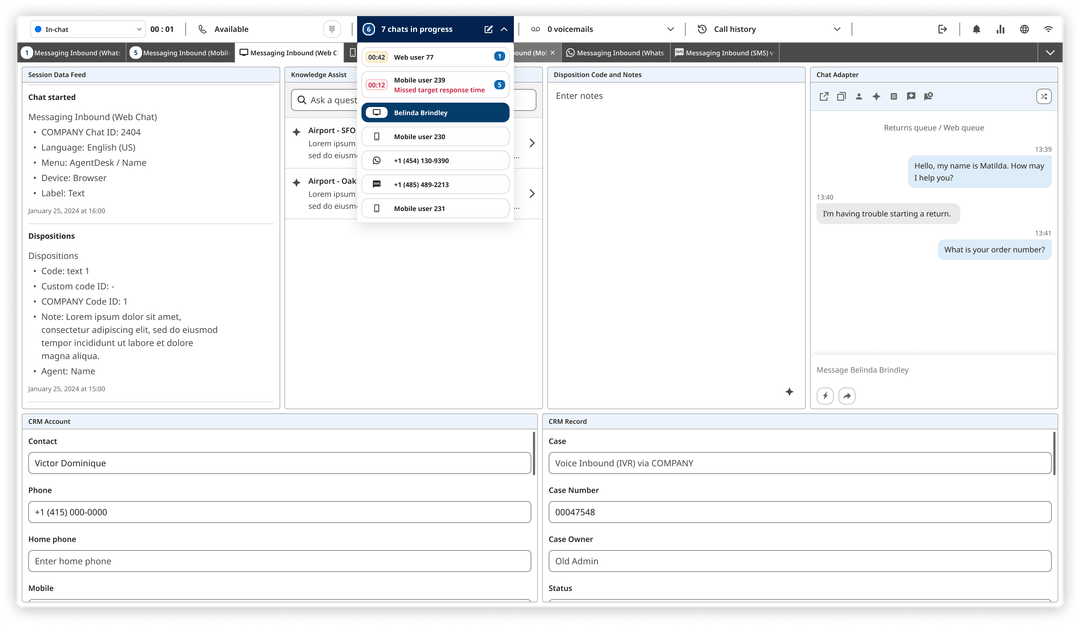 In-chat
00 : 01
Available
6
7 chats in progress
0 voicemails
Call history
1 Messaging Inbound (What
5 Messaging Inbound (Mobil
Messaging Inbound (Web C
ound (Mo
Messaging Inbound (Whats
Messaging Inbound (SMS) v
00:42
Web user 77
1
00:12
Mobile user 239
Missed target response time
5
Belinda Brindley
Mobile user 230
+1 (454) 130-9390
+1 (485) 489-2213
Mobile user 231
Session Data Feed
Chat started
Messaging Inbound (Web Chat)
• COMPANY Chat ID: 2404
• Language: English (US)
• Menu: AgentDesk / Name
• Device: Browser
• Label: Text
January 25, 2024 at 16:00
Dispositions
Dispositions
• Code: text 1
• Custom code ID: -
• COMPANY Code ID: 1
• Note: Lorem ipsum dolor sit amet,
consectetur adipiscing elit, sed do eiusmod
tempor incididunt ut labore et dolore
magna aliqua.
• Agent: Name
January 25, 2024 at 15:00
Knowledge Assist
Ask a quest
Airport - SFO
Lorem ipsum
sed do eiusm
...
Airport - Oak
Lorem ipsum
sed do eiusm
...
Disposition Code and Notes
Enter notes
Chat Adapter
Returns queue / Web queue
13:39
Hello, my name is Matilda. How may
I help you?
13:40
I'm having trouble starting a return.
13:41
What is your order number?
Message Belinda Brindley
CRM Account
Contact
Victor Dominique
Phone
+1 (415) 000-0000
Home phone
Enter home phone
Mobile
CRM Record
Case
Voice Inbound (IVR) via COMPANY
Case Number
00047548
Case Owner
Old Admin
Status